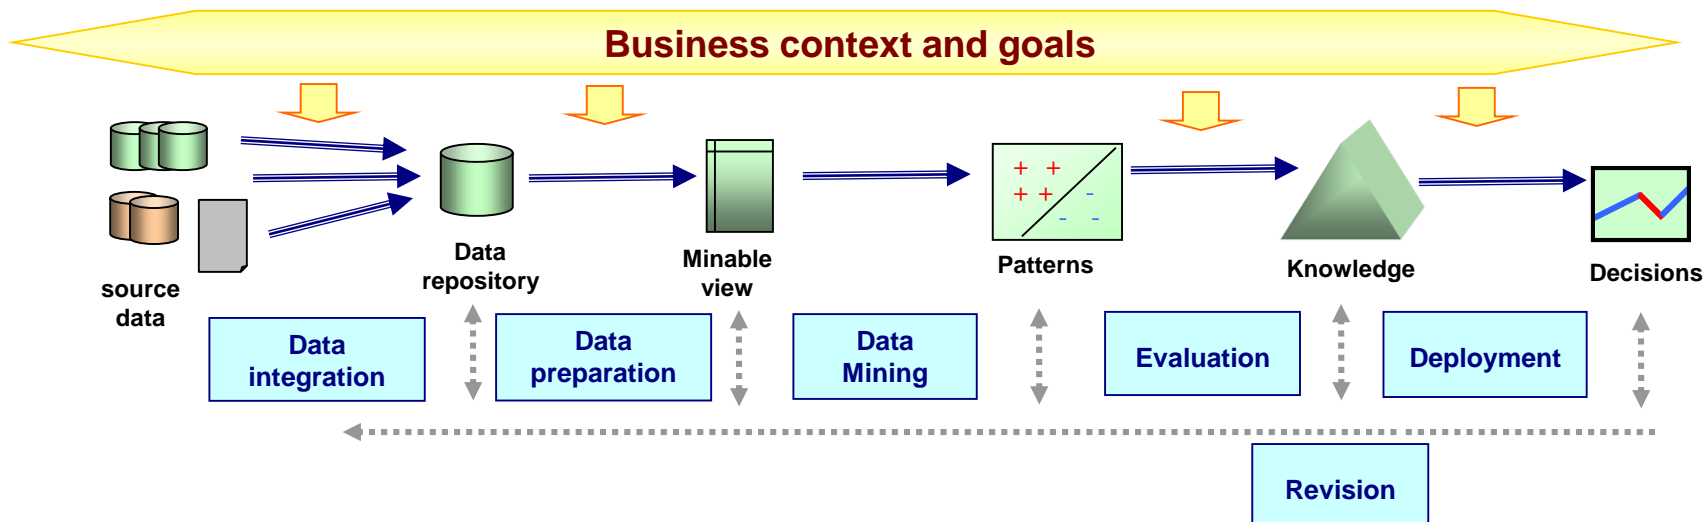 Business context and goals
source
data
Data
repository
Minable
view
Patterns
Knowledge
Decisions
Data
integration
Data
preparation
Data
Mining
Evaluation
Deployment
Revision